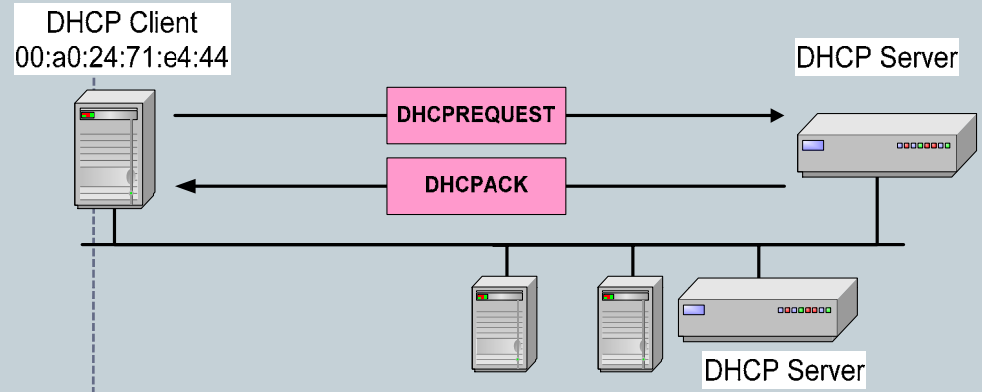 DHCP Client
00:a0:24:71:e4:44
DHCP Server
DHCPREQUEST
DHCPACK
DHCP Server